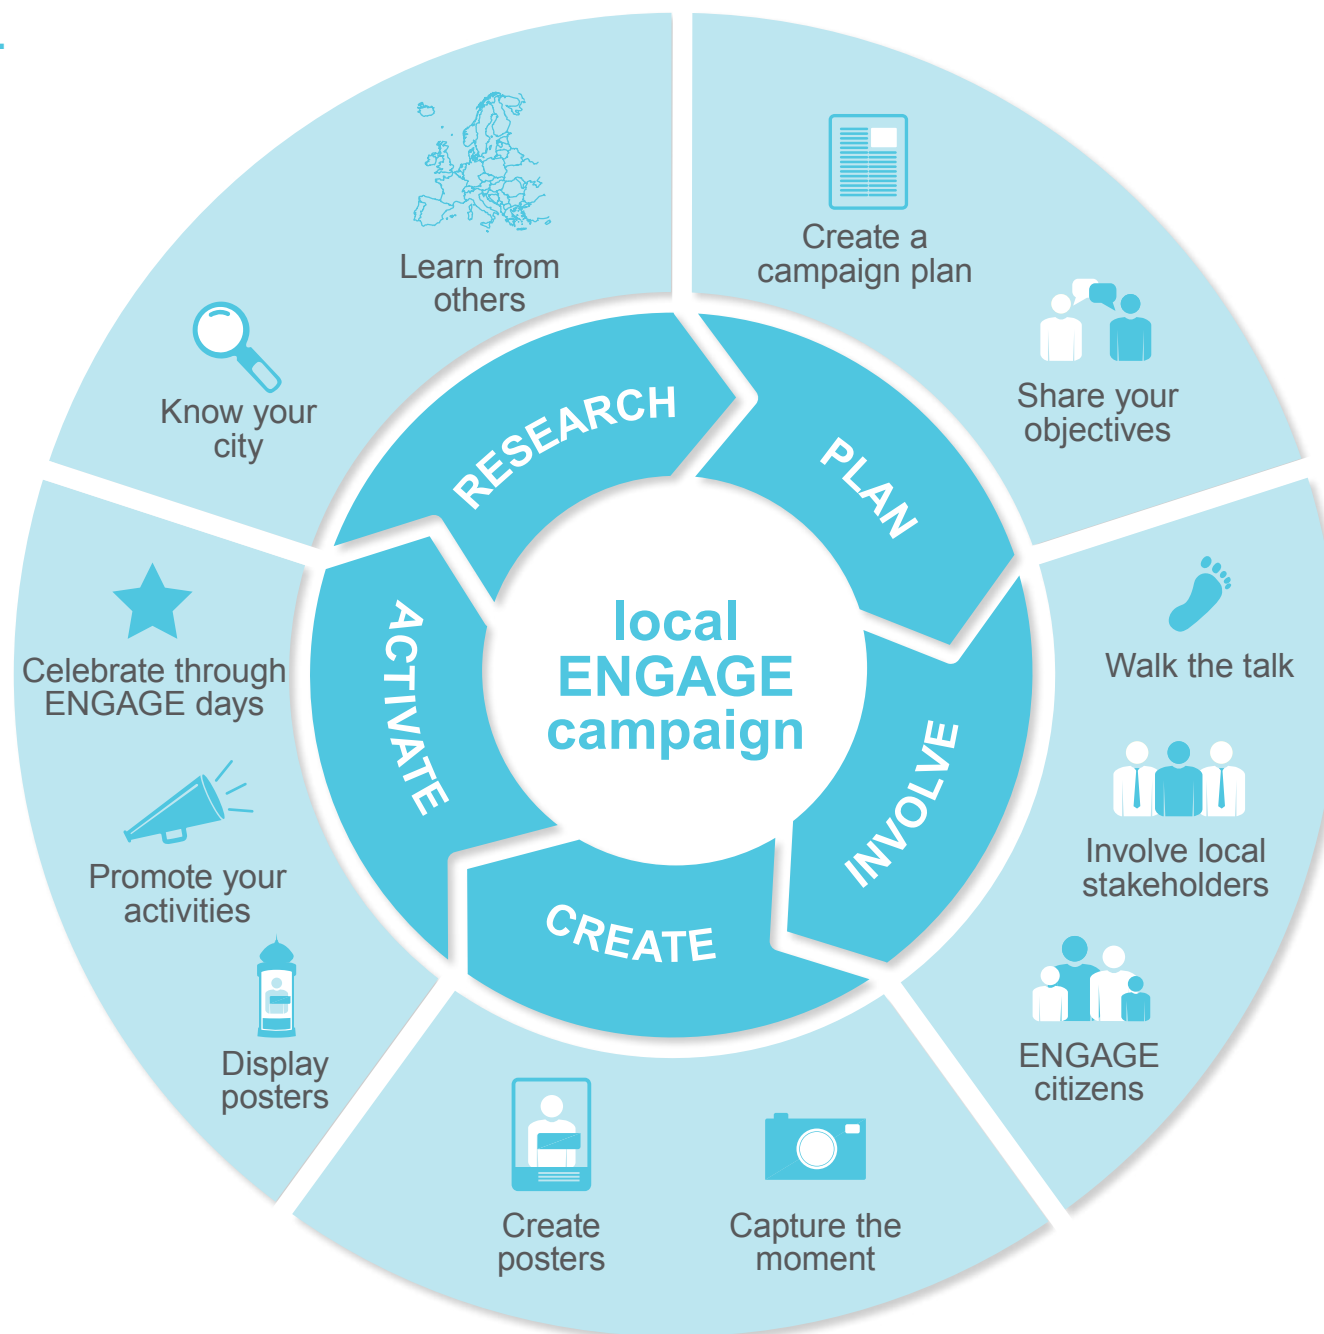 local
ENGAGE
campaign
RESEARCH
Know your
city
Learn from
others
PLAN
Create a
campaign plan
Share your
objectives
INVOLVE
Walk the talk
Involve local
stakeholders
ENGAGE
citizens
CREATE
Capture the
moment
Create
posters
ACTIVATE
Display
posters
Promote your
activities
Celebrate through
ENGAGE days